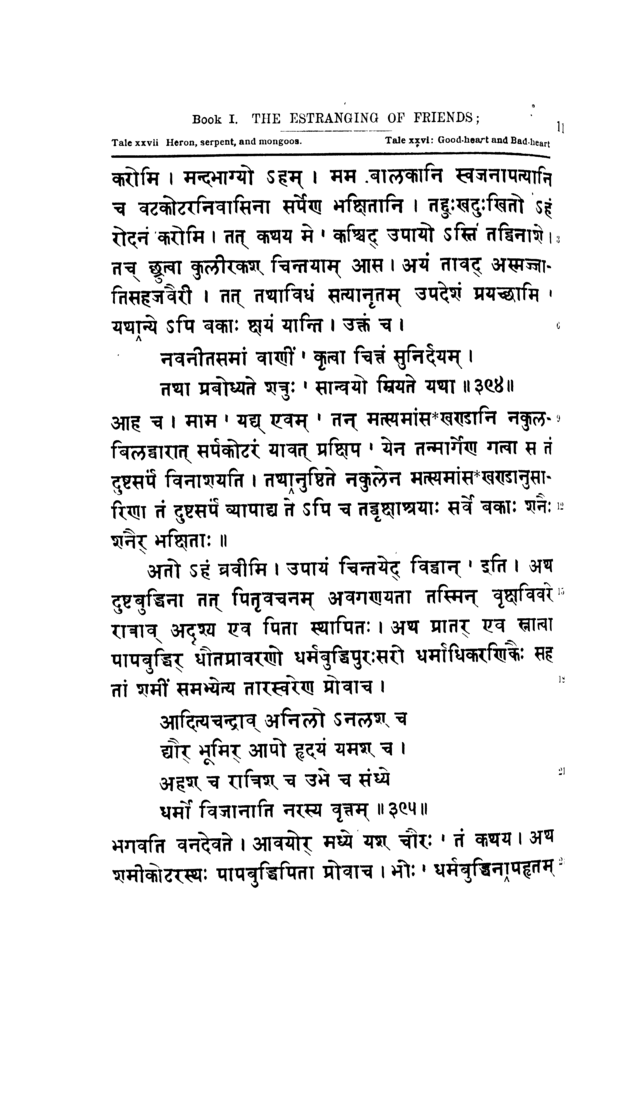 Book I. THE ESTRANGING OF FRIENDS;
Tale xxvii Heron, serpent, and mongoos. Tale xxvi: Good-heart and Bad-heart
करोमि । मन्दभाग्यो ऽहम् । मम बालकानि स्वजनापत्यानि
च वटकोटरनिवासिना सर्पेण भक्षितानि । तद्दुःखदुःखितो ऽहं
रोदनं करोमि । तत् कथय मे ' कश्चिद् उपायो ऽस्ति तद्विनाशे। 3
तच् छ्रुत्वा कुलीरकश् चिन्तयाम् आस । अयं तावद् अस्मज्जा-
तिसहजवैरी । तत् तथाविधं सत्यानृतम् उपदेशं प्रयच्छामि '
यथान्ये ऽपि बकाः क्षयं यान्ति । उक्तं च । 6
नवनीतसमां वाणीं ' कृत्वा चित्तं सुनिर्दयम् ।
तथा प्रबोध्यते शत्रुः ' सान्वयो म्रियते यथा ॥३९४॥
आह च । माम ' यद्य् एवम् ' तन् मत्स्यमांस*खण्डानि नकुल- 9
बिलद्वारात् सर्पकोटरं यावत् प्रक्षिप ' येन तन्मार्गेण गत्वा स तं
दुष्टसर्पं विनाशयति । तथानुष्ठिते नकुलेन मत्स्यमांस*खण्डानुसा-
रिणा तं दुष्टसर्पं व्यापाद्य ते ऽपि च तद्वृक्षाश्रयाः सर्वे बकाः शनैः 12
शनैर् भक्षिताः ॥
अतो ऽहं ब्रवीमि । उपायं चिन्तयेद् विद्वान् ' इति । अथ
दुष्टबुद्धिना तत् पितृवचनम् अवगणयता तस्मिन् वृक्षविवरे 15
रात्राव् अदृश्य एव पिता स्थापितः । अथ प्रातर् एव स्नात्वा
पापबुद्धिर् धौतप्रावरणो धर्मबुद्धिपुरःसरो धर्माधिकरणिकैः सह
तां शमीं समभ्येत्य तारस्वरेण प्रोवाच । 18
आदित्यचन्द्राव् अनिलो ऽनलश् च
द्यौर् भूमिर् आपो हृदयं यमश् च ।
अहश् च रात्रिश् च उभे च संध्ये 21
धर्मो विजानाति नरस्य वृत्तम् ॥३९५॥
भगवति वनदेवते । आवयोर् मध्ये यश् चौरः ' तं कथय । अथ
शमीकोटरस्थः पापबुद्धिपिता प्रोवाच । भोः ' धर्मबुद्धिनापहृतम्